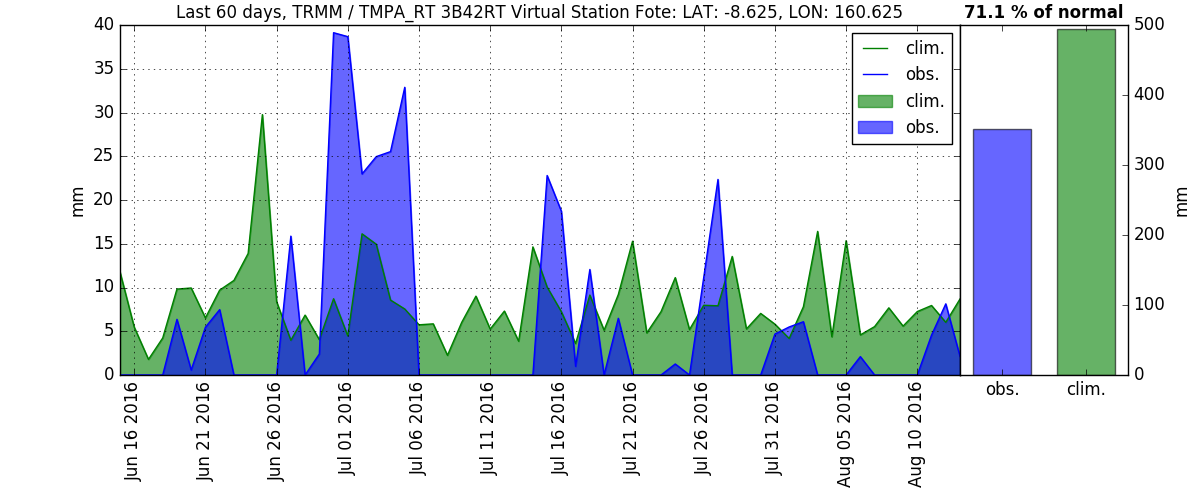 Last 60 days, TRMM / TMPA_RT 3B42RT Virtual Station Fote: LAT: -8.625, LON: 160.625
71.1 % of normal
40
35
30
25
20
15
10
5
0
mm
clim.
obs.
clim.
obs.
Jun 16 2016
Jun 21 2016
Jun 26 2016
Jul 01 2016
Jul 06 2016
Jul 11 2016
Jul 16 2016
Jul 21 2016
Jul 26 2016
Jul 31 2016
Aug 05 2016
Aug 10 2016
500
400
300
200
100
0
mm
obs.
clim.